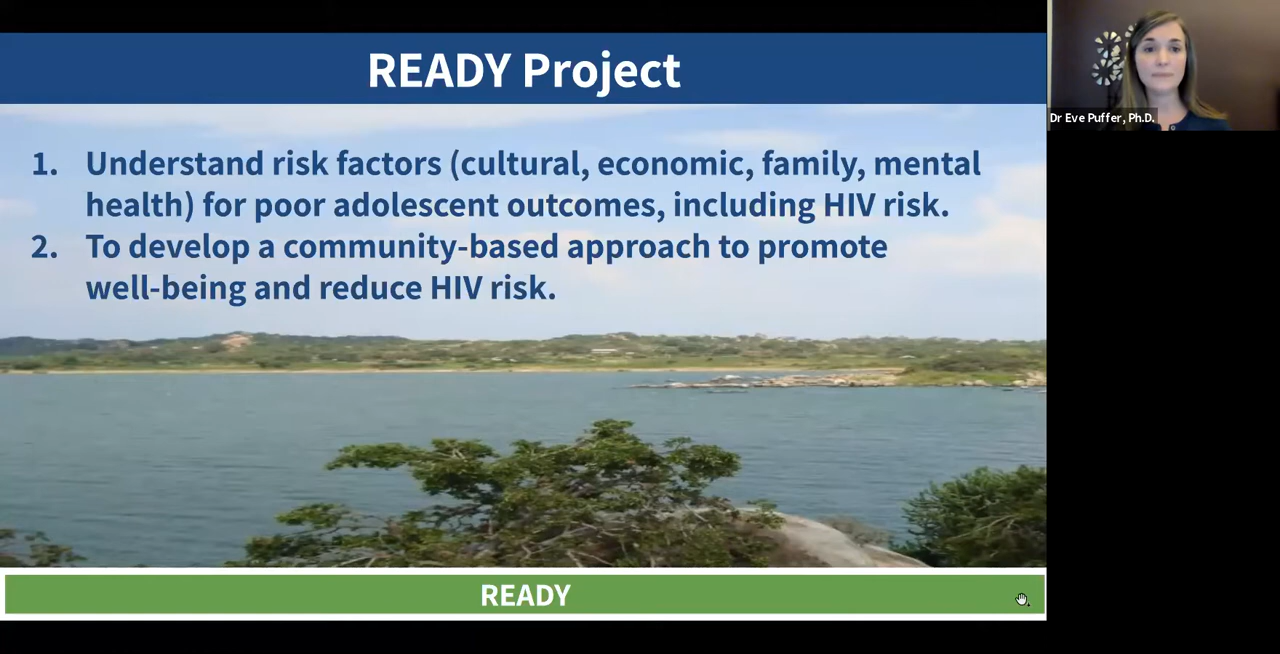 READY Project
1. Understand risk factors (cultural, economic, family, mental
health) for poor adolescent outcomes, including HIV risk.
2. To develop a community-based approach to promote
well-being and reduce HIV risk.
READY
Dr Eve Puffer, Ph.D.